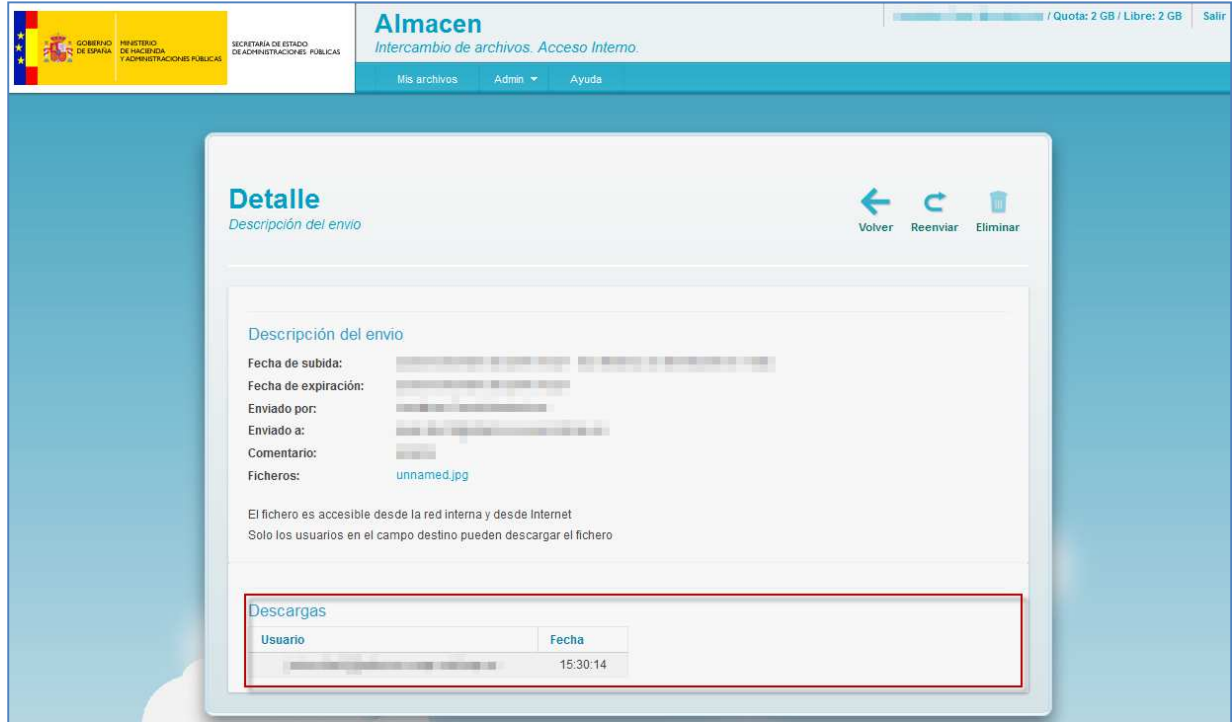 GOBIERNO
DE ESPAÑA
MINISTERIO
DE HACIENDA
Y ADMINISTRACIONES PÚBLICAS
SECRETARÍA DE ESTADO
DE ADMINISTRACIONES PÚBLICAS
Almacen
Intercambio de archivos. Acceso Interno.
/ Quota: 2 GB / Libre: 2 GB
Salir
Mis archivos
Admin
Ayuda
Detalle
Descripción del envio
Volver
Reenviar
Eliminar
Descripción del envio
Fecha de subida:
Fecha de expiración:
Enviado por:
Enviado a:
Comentario:
Ficheros: unnamed.jpg
El fichero es accesible desde la red interna y desde Internet
Solo los usuarios en el campo destino pueden descargar el fichero
Descargas
Usuario Fecha
15:30:14